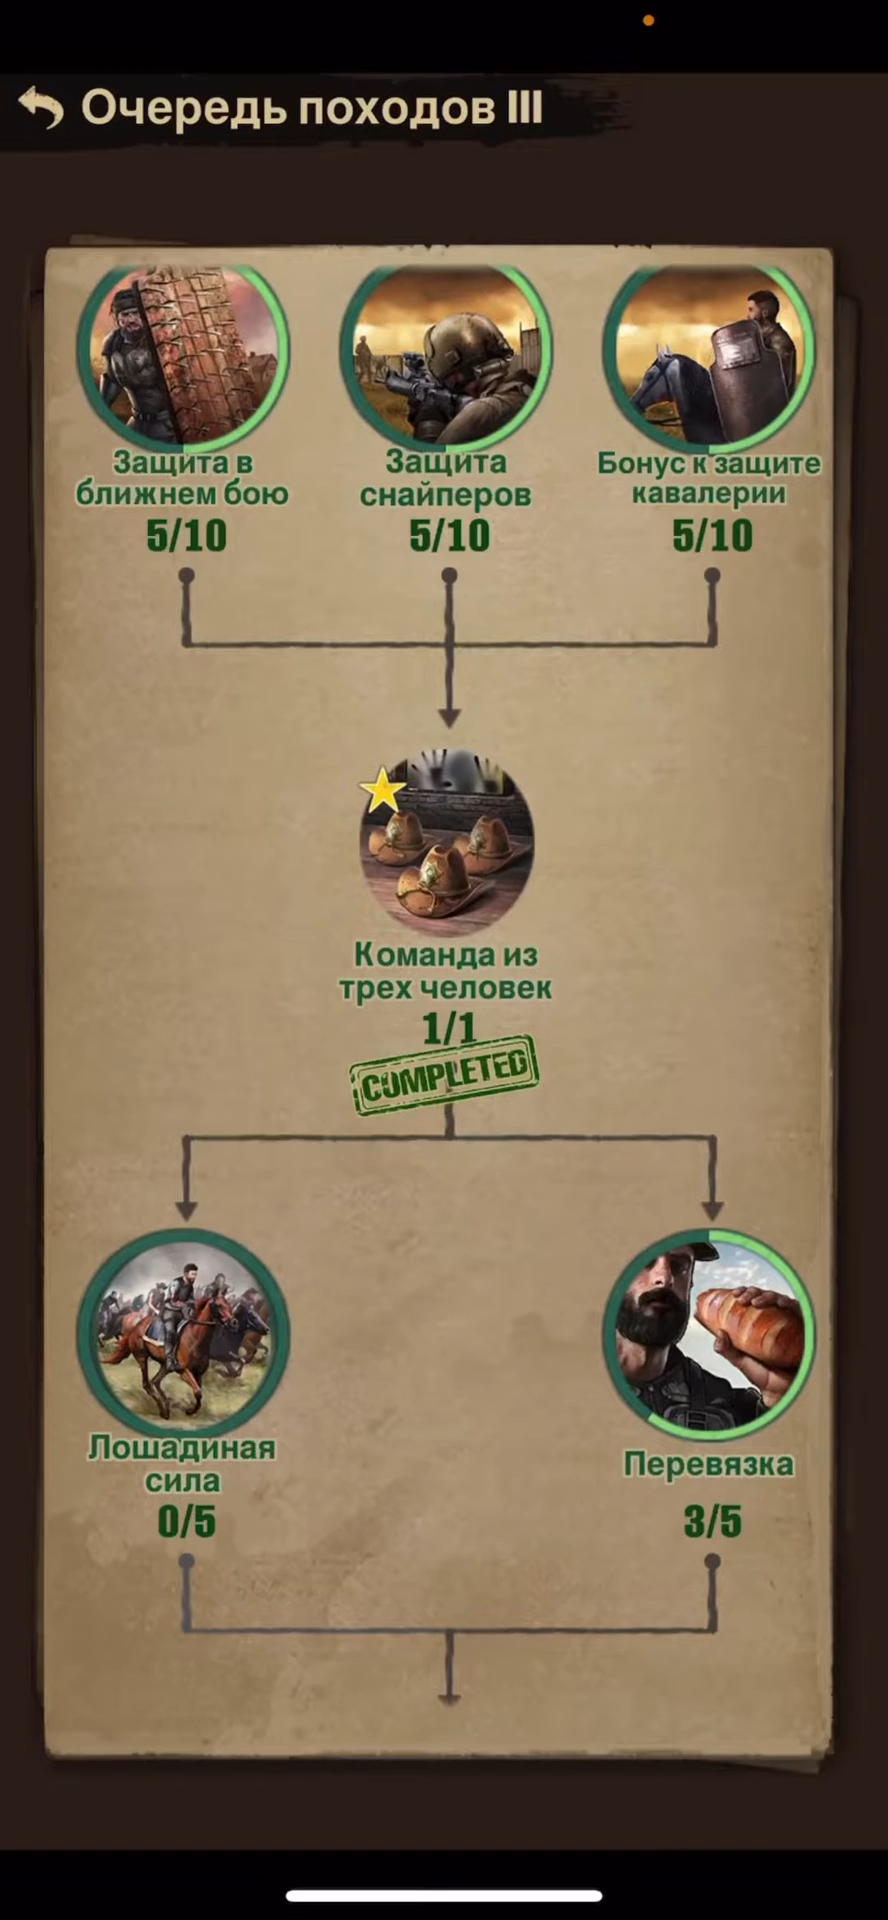 Очередь походов III
Защита в
ближнем бою
5/10
Защита
снайперов
5/10
Бонус к защите
кавалерии
5/10
Команда из
трех человек
1/1
COMPLETED
Лошадиная
сила
0/5
Перевязка
3/5